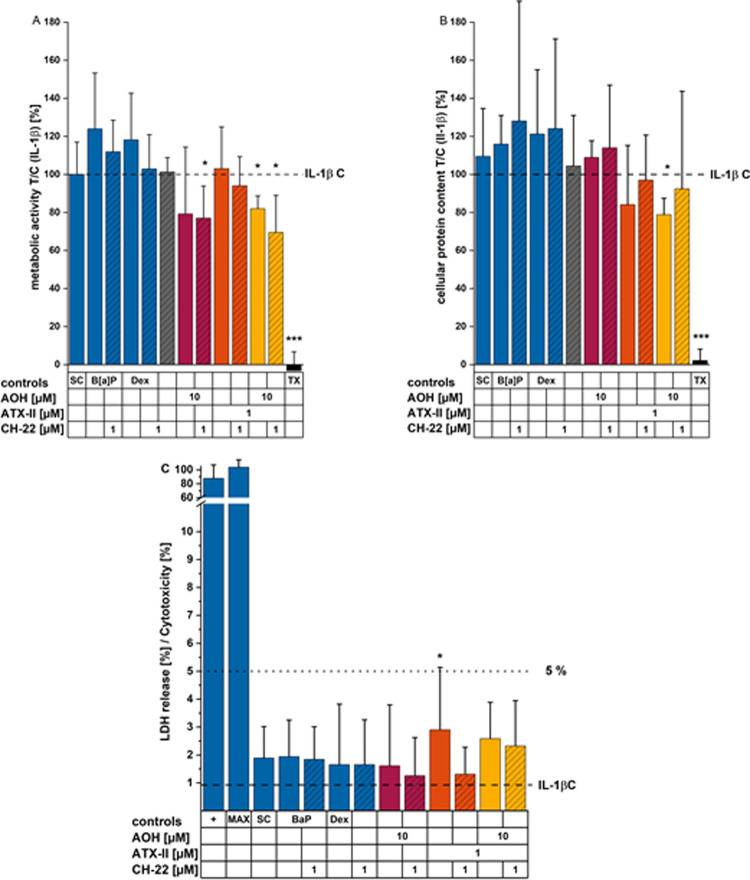 A
metabolic activity T/C (IL-1β) [%]
180
160
140
120
100
80
60
40
20
0
* * *
IL-1β C
***
controls SC B[a]P Dex TX
AOH [µM] 10 10
ATX-II [µM] 1
CH-22 [µM] 1 1 1 1 1
B
cellular protein content T/C (Il-1β) [%]
180
160
140
120
100
80
60
40
20
0
*
IL-1β C
***
controls SC B[a]P Dex TX
AOH [µM] 10 10
ATX-II [µM] 1
CH-22 [µM] 1 1 1 1 1
C
LDH release [%] / Cytotoxicity [%]
100
80
60
10
9
8
7
6
5
4
3
2
1
*
5 %
IL-1βC
controls + MAX SC BaP Dex
AOH [µM] 10 10
ATX-II [µM] 1
CH-22 [µM] 1 1 1 1 1